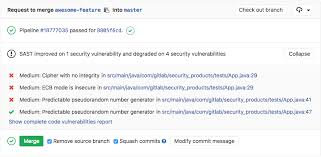 Request to merge awesome-feature into master
Check out branch
Pipeline #18777035 passed for 8885f6cd.
SAST improved on 1 security vulnerability and degraded on 4 security vulnerabilities
Collapse
Medium: Cipher with no integrity in src/main/java/com/gitlab/security_products/tests/App.java:29
Medium: ECB mode is insecure in src/main/java/com/gitlab/security_products/tests/App.java:29
Medium: Predictable pseudorandom number generator in src/main/java/com/gitlab/security_products/tests/App.java:41
Medium: Predictable pseudorandom number generator in src/main/java/com/gitlab/security_products/tests/App.java:47
Show complete code vulnerabilities report
Merge
Remove source branch
Squash commits
Modify commit message